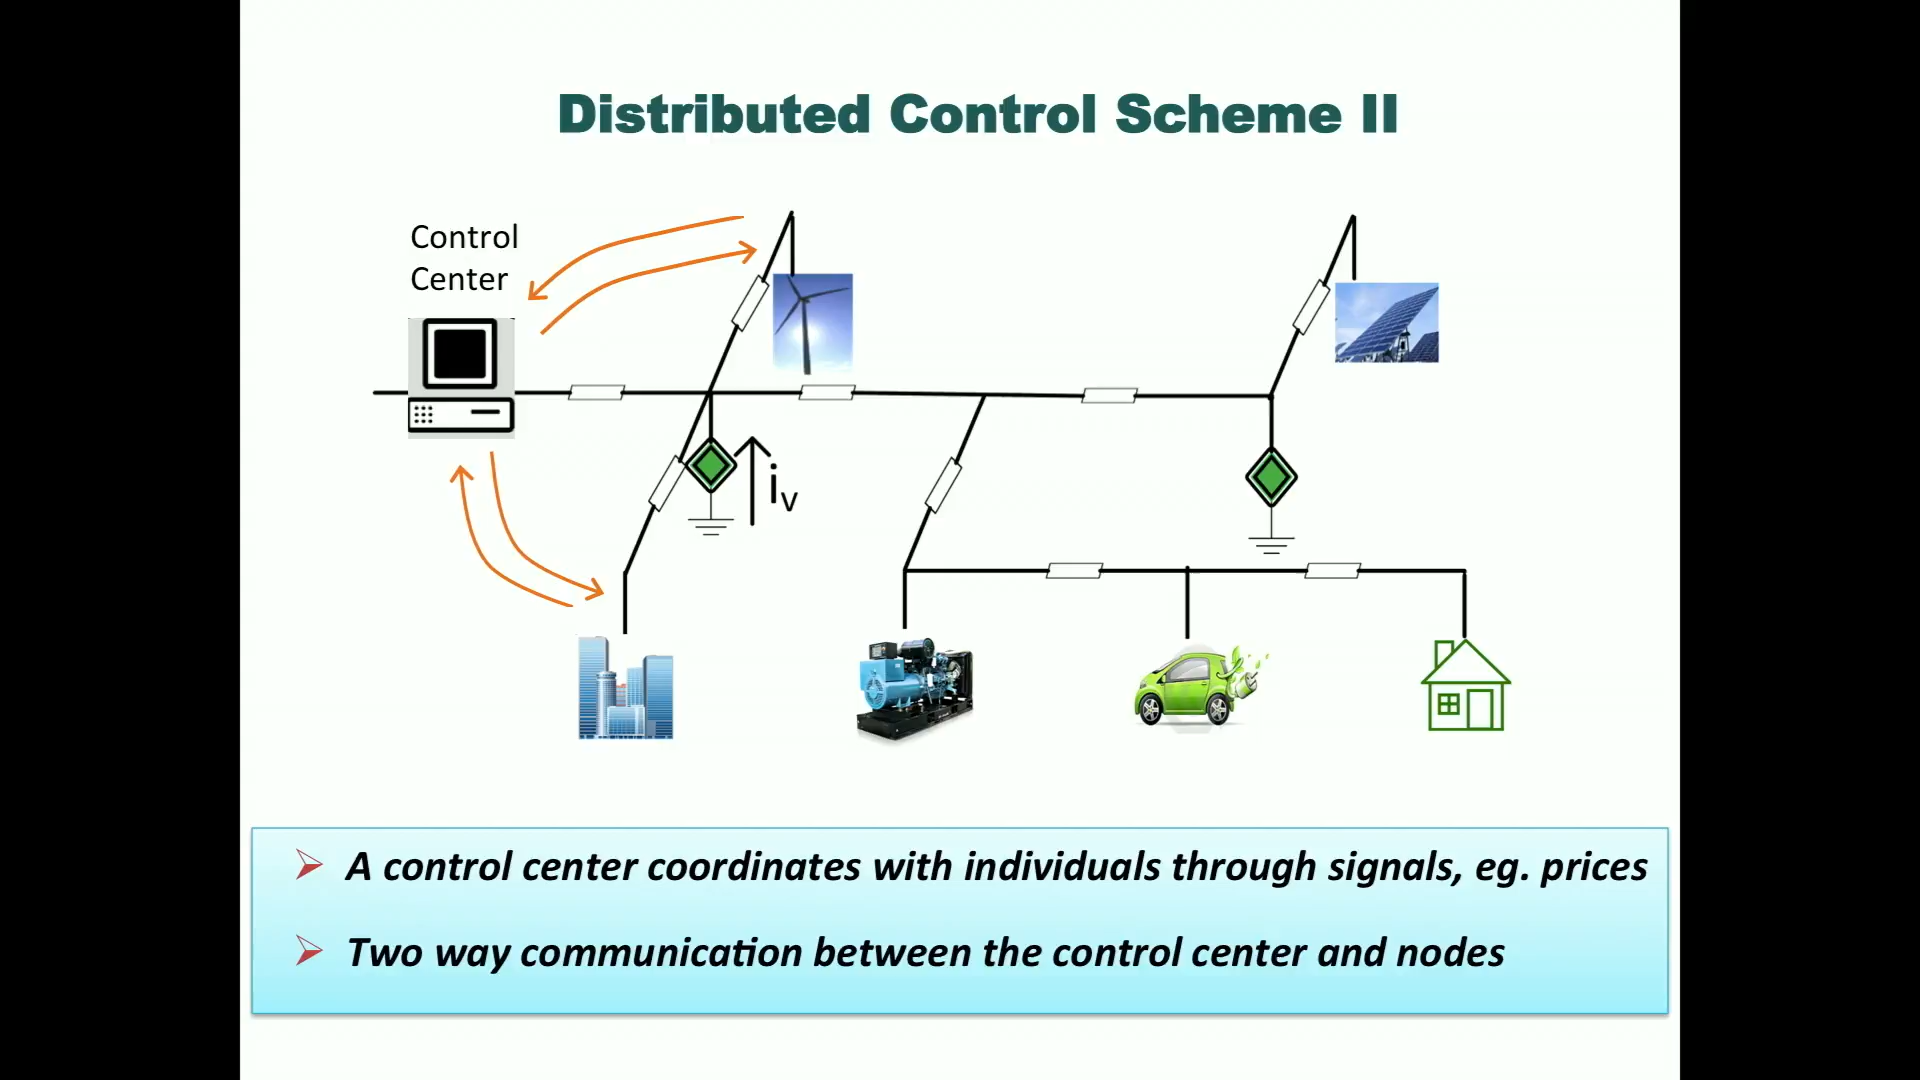 Distributed Control Scheme II
Control
Center
iv
A control center coordinates with individuals through signals, eg. prices
Two way communication between the control center and nodes